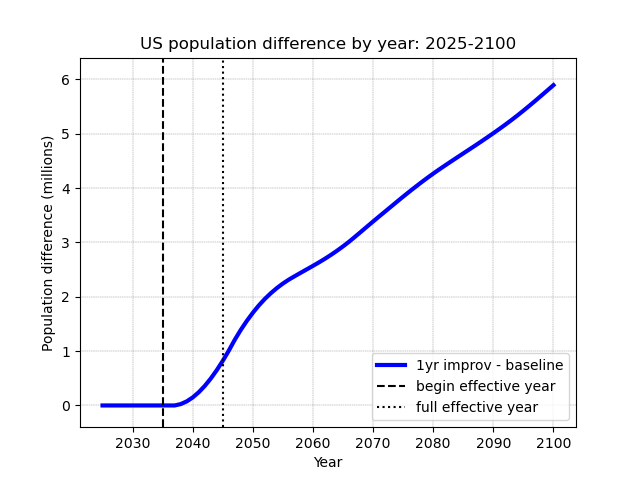 US population difference by year: 2025-2100
Population difference (millions)
6
5
4
3
2
1
0
1yr improv - baseline
begin effective year
full effective year
2030 2040 2050 2060 2070 2080 2090 2100
Year